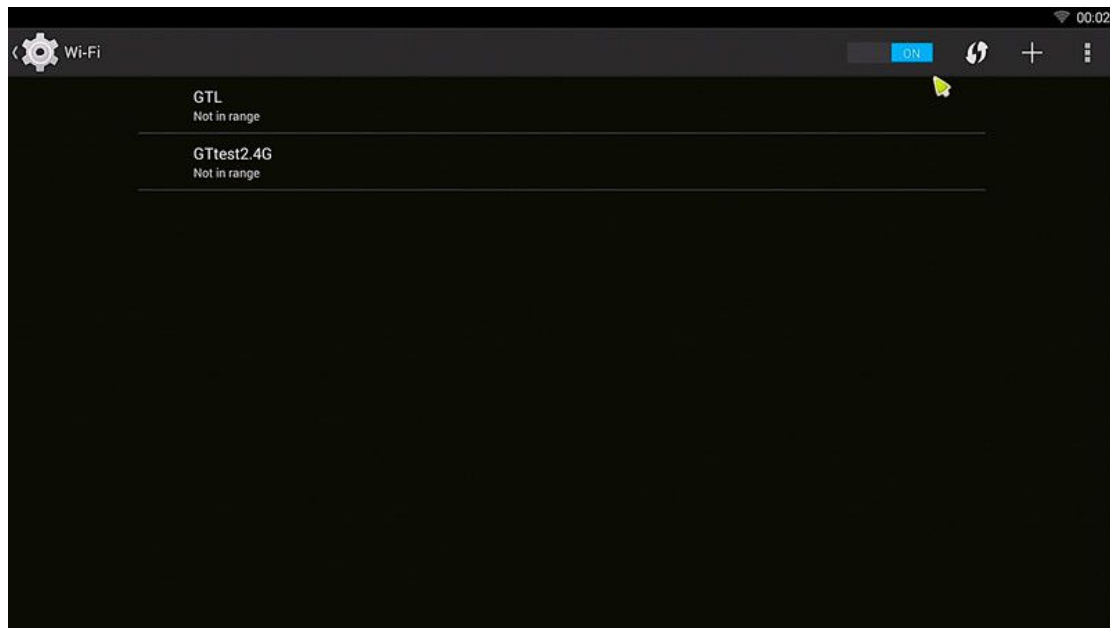 00:02
Wi-Fi
ON
GTL
Not in range
GTtest2.4G
Not in range